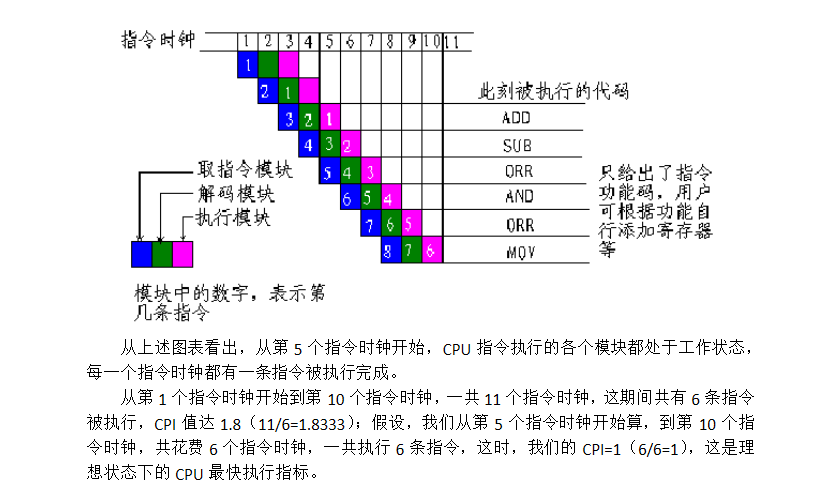 指令时钟 1 2 3 4 5 6 7 8 9 10 11
1
2 1 此刻被执行的代码
3 2 1 ADD
4 3 2 SUB
取指令模块 5 4 3 ORR 只给出了指令
解码模块 6 5 4 AND 功能码，用户
执行模块 7 6 5 ORR 可根据功能自
行添加寄存器
8 7 6 MOV 等
模块中的数字，表示第
几条指令
从上述图表看出，从第 5 个指令时钟开始，CPU 指令执行的各个模块都处于工作状态，
每一个指令时钟都有一条指令被执行完成。
从第 1 个指令时钟开始到第 10 个指令时钟，一共 11 个指令时钟，这期间共有 6 条指令
被执行，CPI 值达 1.8（11/6=1.8333）；假设，我们从第 5 个指令时钟开始算，到第 10 个指
令时钟，共花费 6 个指令时钟，一共执行 6 条指令，这时，我们的 CPI=1（6/6=1），这是理
想状态下的 CPU 最快执行指标。